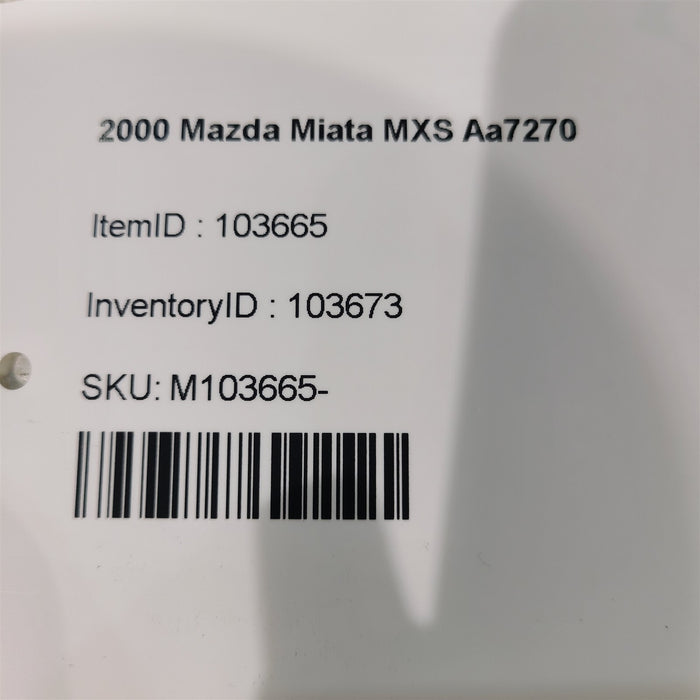 2000 Mazda Miata MXS Aa7270
ItemID : 103665
InventoryID : 103673
SKU: M103665-